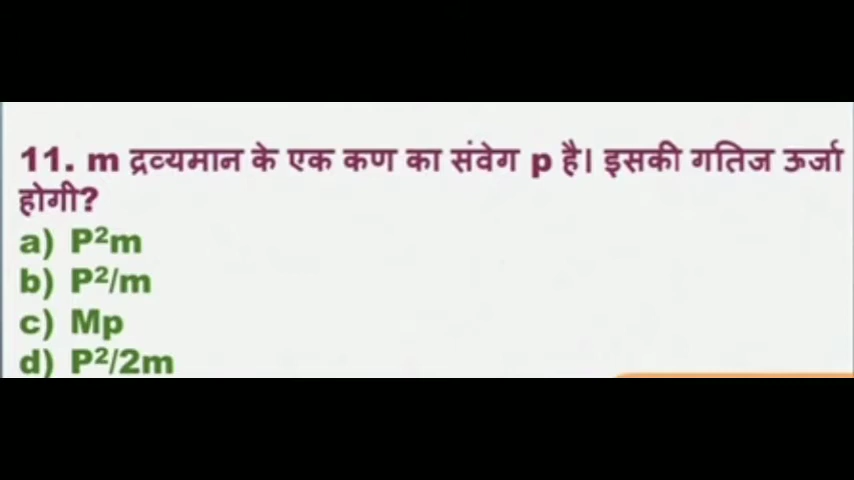 11. m द्रव्यमान के एक कण का संवेग p है। इसकी गतिज ऊर्जा
होगी?
a) P²m
b) P²/m
c) Mp
d) P²/2m